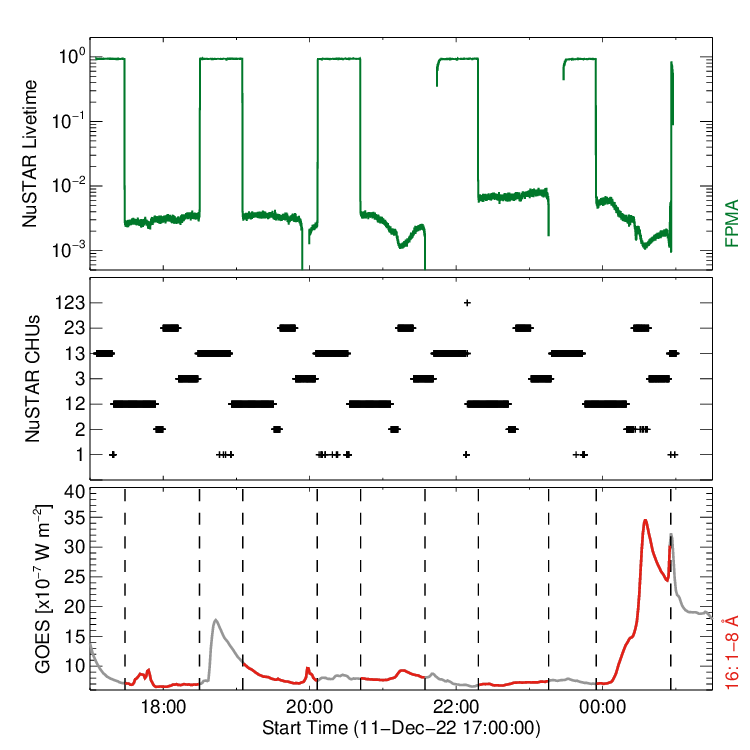 NuSTAR Livetime
10⁰
10⁻¹
10⁻²
10⁻³
FPMA
NuSTAR CHUs
123
23
13
3
12
2
1
GOES [x10⁻⁷ W m⁻²]
40
35
30
25
20
15
10
16: 1−8 Å
18:00 20:00 22:00 00:00
Start Time (11−Dec−22 17:00:00)